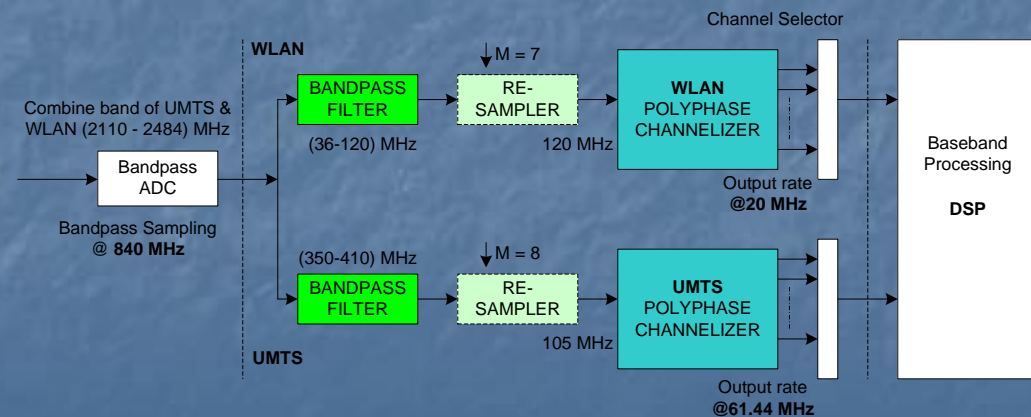 Channel Selector
WLAN
M = 7
Combine band of UMTS &
WLAN (2110 - 2484) MHz
Bandpass
ADC
Bandpass Sampling
@ 840 MHz
BANDPASS
FILTER
(36-120) MHz
RE-
SAMPLER
120 MHz
WLAN
POLYPHASE
CHANNELIZER
Output rate
@20 MHz
Baseband
Processing
DSP
(350-410) MHz
BANDPASS
FILTER
M = 8
RE-
SAMPLER
105 MHz
UMTS
POLYPHASE
CHANNELIZER
UMTS
Output rate
@61.44 MHz